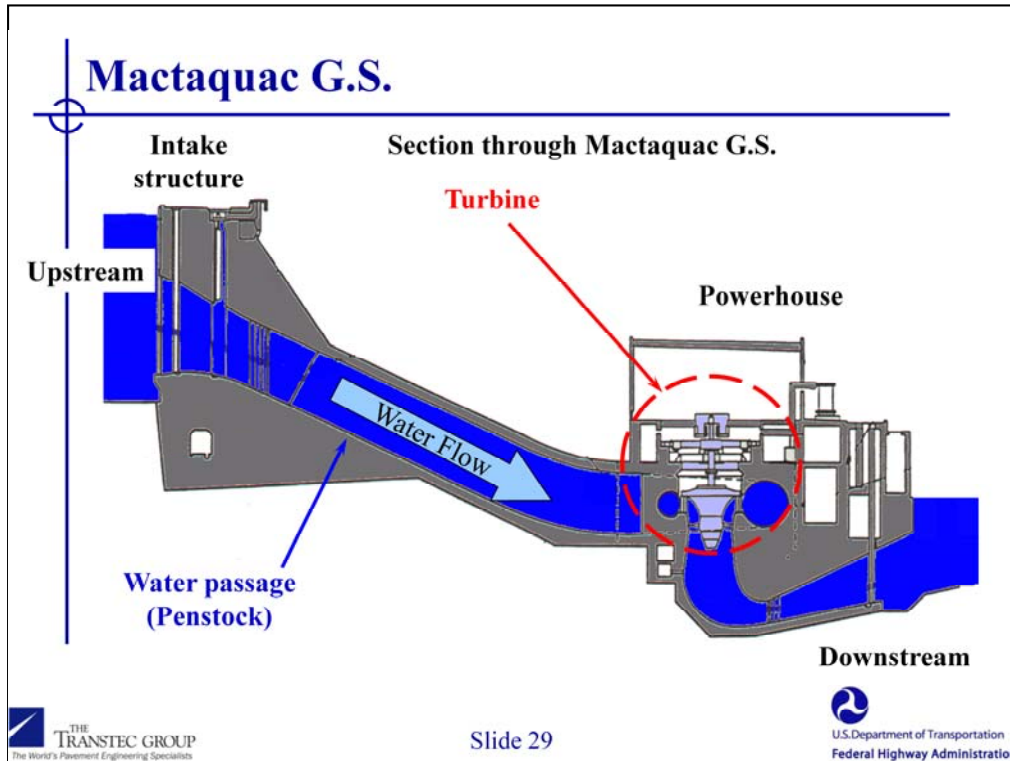 Mactaquac G.S.
Intake
structure
Section through Mactaquac G.S.
Turbine
Upstream
Powerhouse
Water Flow
Water passage
(Penstock)
Downstream
THE
TRANSTEC GROUP
The World's Pavement Engineering Specialists
Slide 29
U.S.Department of Transportation
Federal Highway Administratio